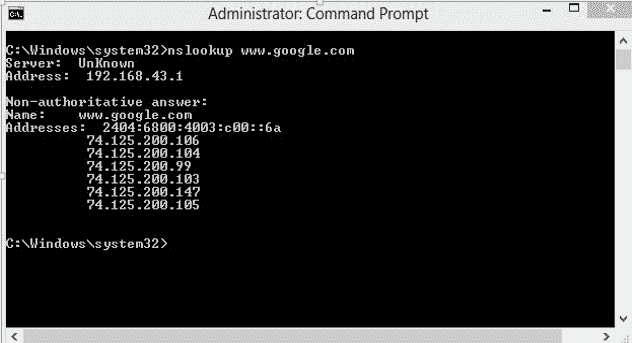 Administrator: Command Prompt
C:\Windows\system32>nslookup www.google.com
Server:  UnKnown
Address:  192.168.43.1
Non-authoritative answer:
Name:    www.google.com
Addresses:  2404:6800:4003:c00::6a
74.125.200.106
74.125.200.104
74.125.200.99
74.125.200.103
74.125.200.147
74.125.200.105
C:\Windows\system32>